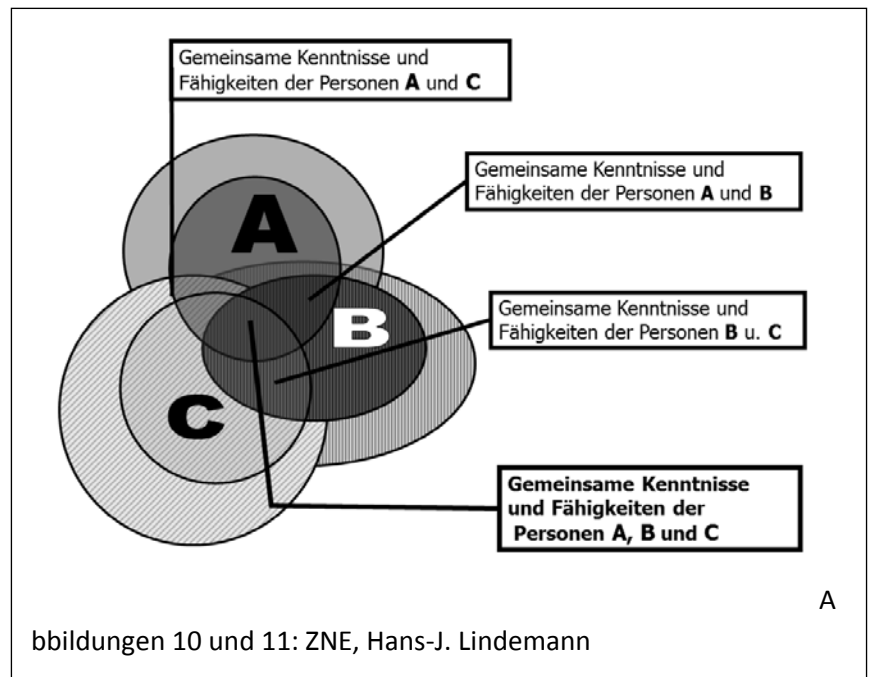 Gemeinsame Kenntnisse und
Fähigkeiten der Personen A und C
Gemeinsame Kenntnisse und
Fähigkeiten der Personen A und B
A
B
Gemeinsame Kenntnisse und
Fähigkeiten der Personen B u. C
C
Gemeinsame Kenntnisse
und Fähigkeiten der
Personen A, B und C
A
bbildungen 10 und 11: ZNE, Hans-J. Lindemann